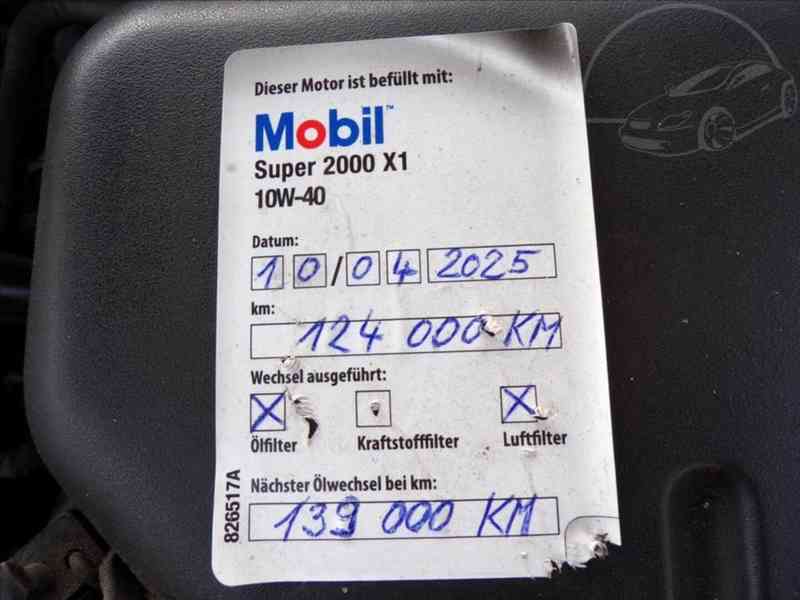 Dieser Motor ist befüllt mit:
Mobil™
Super 2000 X1
10W-40
Datum:
10/04 2025
km:
124 000 KM
Wechsel ausgeführt:
Ölfilter Kraftstofffilter Luftfilter
Nächster Ölwechsel bei km:
139 000 KM
826517A